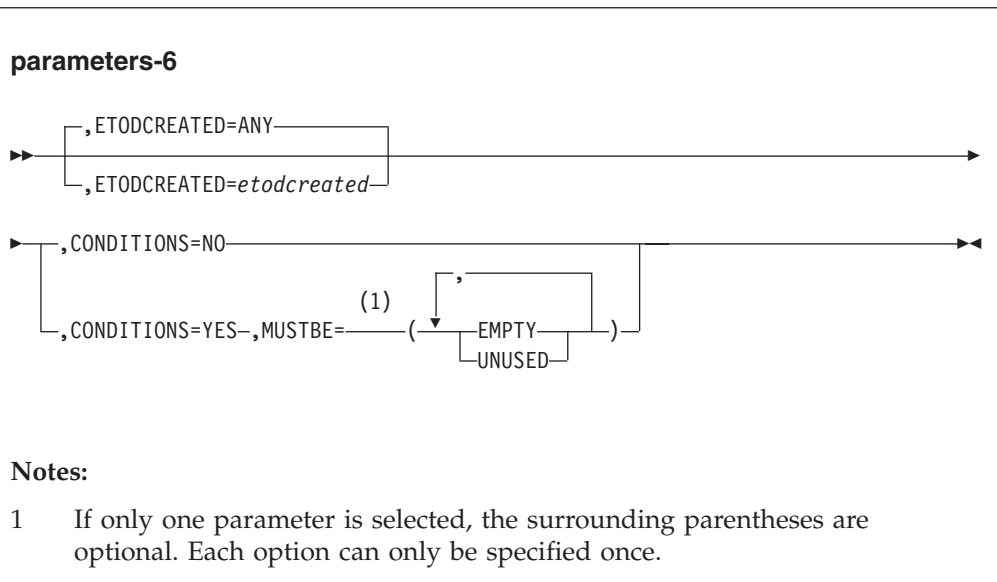 parameters-6
,ETODCREATED=ANY
,ETODCREATED=etodcreated
,CONDITIONS=NO
,
(1)
,CONDITIONS=YES ,MUSTBE= ( EMPTY )
UNUSED
Notes:
1 If only one parameter is selected, the surrounding parentheses are
optional. Each option can only be specified once.